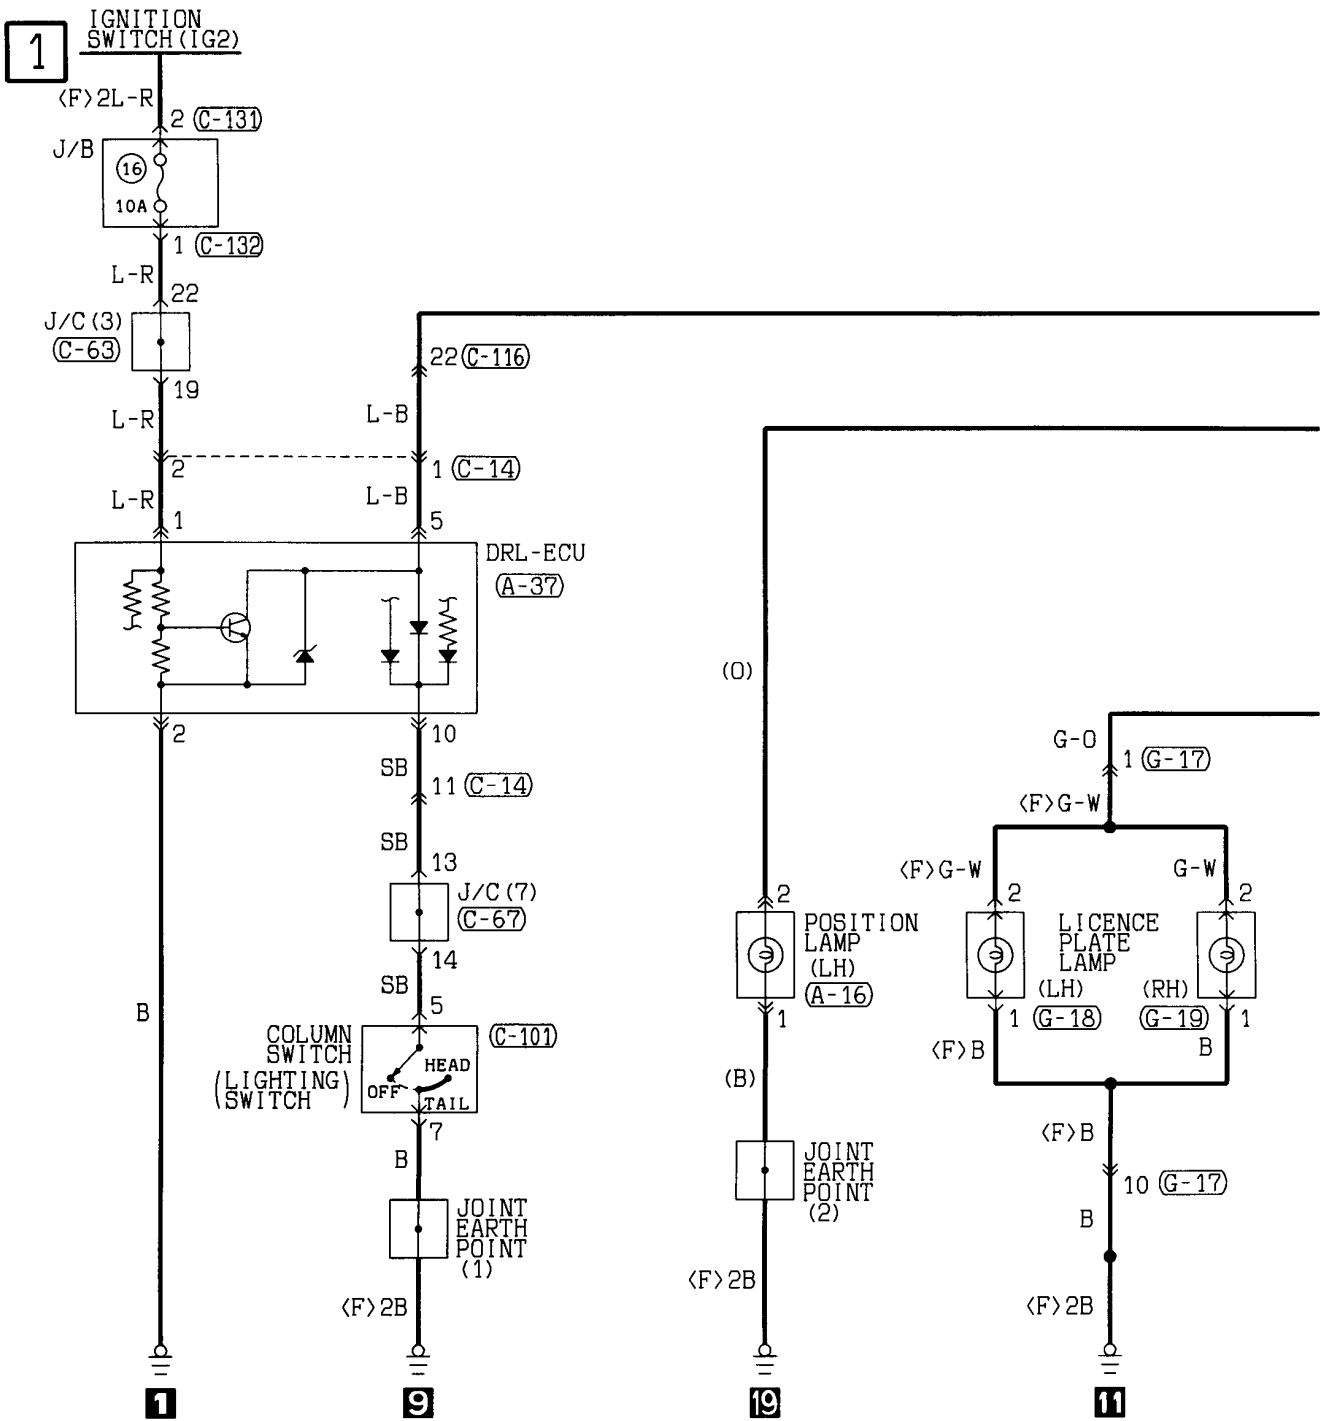 1
IGNITION
SWITCH(IG2)
<F>2L-R
2 (C-131)
J/B
16
10A
1 (C-132)
L-R
22
J/C(3)
(C-63)
19
L-R
2
L-R
1
22 (C-116)
L-B
1 (C-14)
L-B
5
DRL-ECU
(A-37)
2
10
SB
11 (C-14)
SB
13
J/C(7)
(C-67)
14
SB
5
B
COLUMN
SWITCH
(LIGHTING)
(SWITCH)
(C-101)
HEAD
OFF
TAIL
7
B
JOINT
EARTH
POINT
(1)
<F>2B
(O)
2
POSITION
LAMP
(LH)
(A-16)
1
(B)
JOINT
EARTH
POINT
(2)
<F>2B
G-O
1 (G-17)
<F>G-W
<F>G-W
G-W
2
2
LICENCE
PLATE
LAMP
(LH)
(RH)
1 (G-18)
(G-19) 1
<F>B
B
<F>B
10 (G-17)
B
<F>2B
1
9
19
11